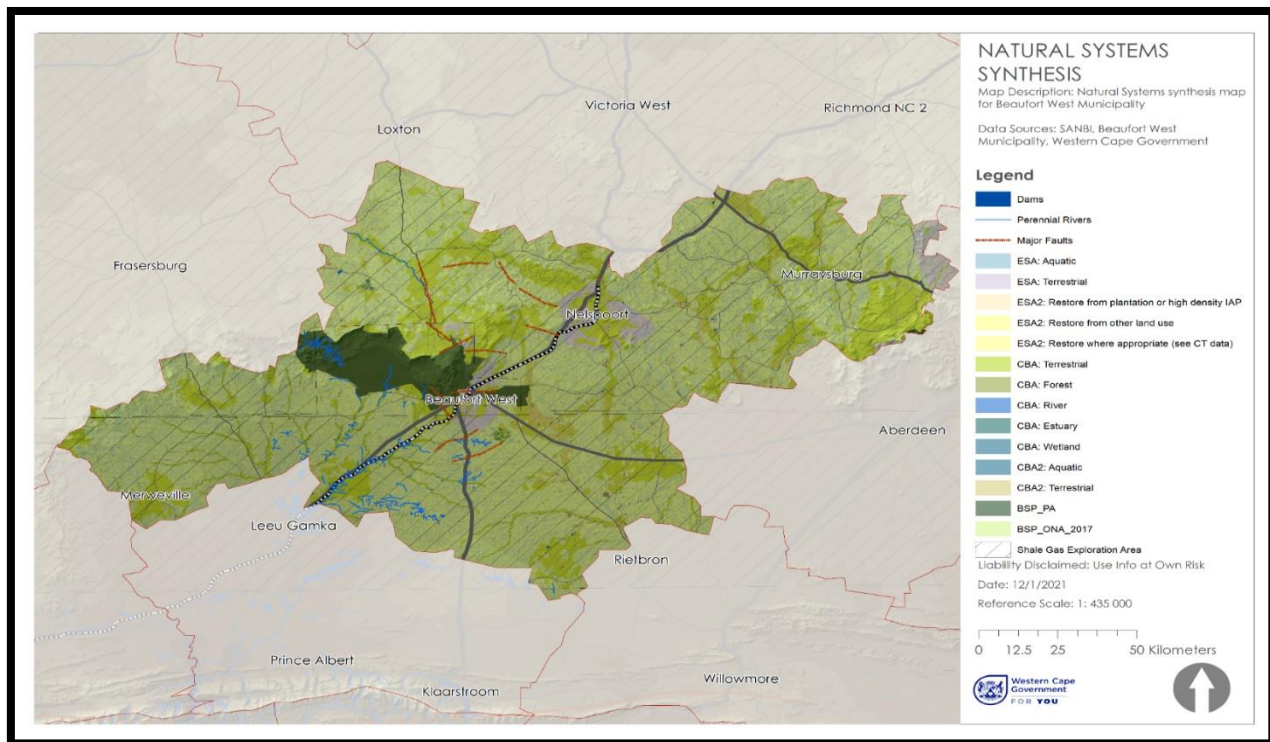 NATURAL SYSTEMS
SYNTHESIS
Map Description: Natural Systems synthesis map
for Beaufort West Municipality
Data Sources: SANBI, Beaufort West
Municipality, Western Cape Government
Legend
Dams
Perennial Rivers
Major Faults
ESA: Aquatic
ESA: Terrestrial
ESA2: Restore from plantation or high density IAP
ESA2: Restore from other land use
ESA2: Restore where appropriate (see CT data)
CBA: Terrestrial
CBA: Forest
CBA: River
CBA: Estuary
CBA: Wetland
CBA2: Aquatic
CBA2: Terrestrial
BSP_PA
BSP_ONA_2017
Shale Gas Exploration Area
Liability Disclaimed: Use Info at Own Risk
Date: 12/1/2021
Reference Scale: 1: 435 000
0 12.5 25 50 Kilometers
Western Cape
Government
FOR YOU
Victoria West
Richmond NC 2
Loxton
Frasersburg
Murraysburg
Nelspoort
Beaufort West
Aberdeen
Merweville
Leeu Gamka
Rietbron
Prince Albert
Klaarstroom
Willowmore